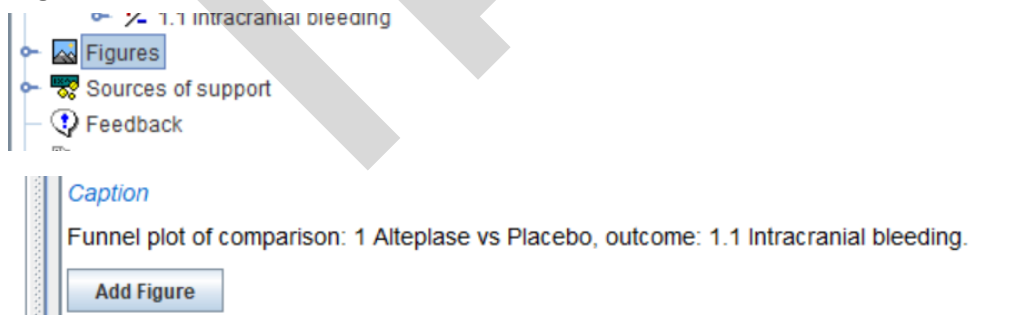 1.1 Intracranial bleeding
Figures
Sources of support
Feedback
Caption
Funnel plot of comparison: 1 Alteplase vs Placebo, outcome: 1.1 Intracranial bleeding.
Add Figure